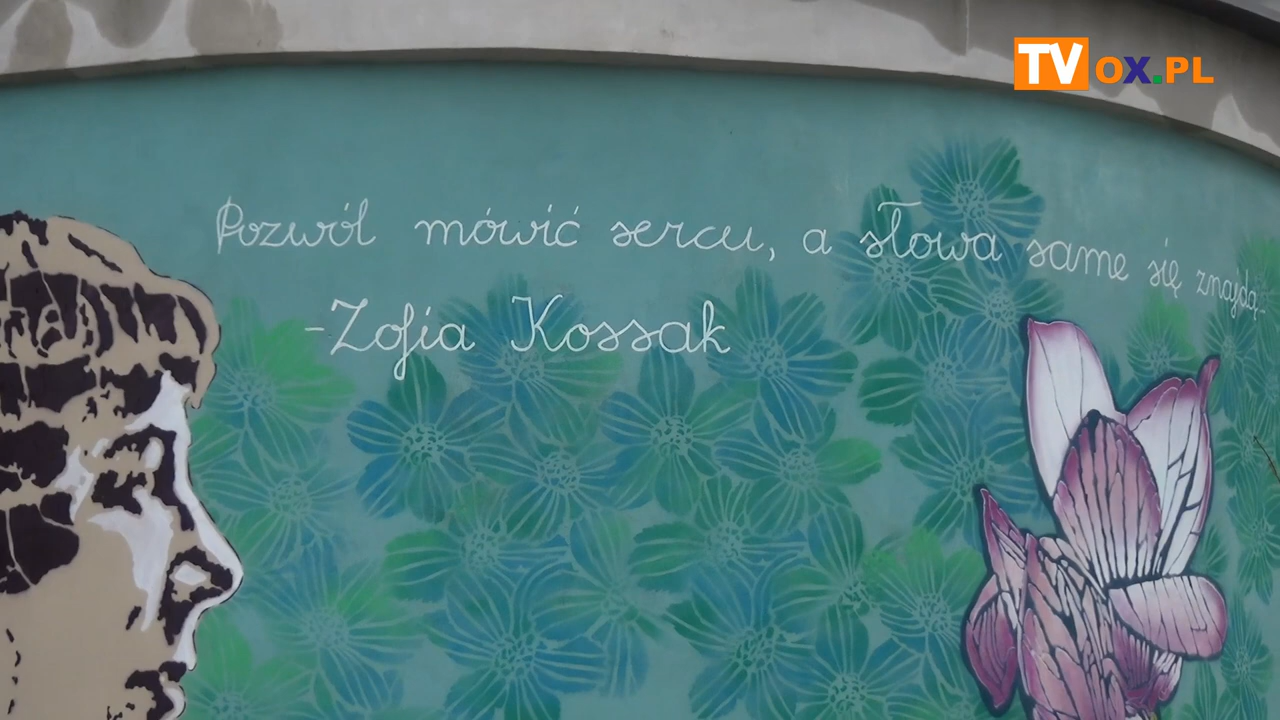 TVOX.PL
Pozwól mówić sercu, a słowa same się znajdą-
-Zofia Kossak